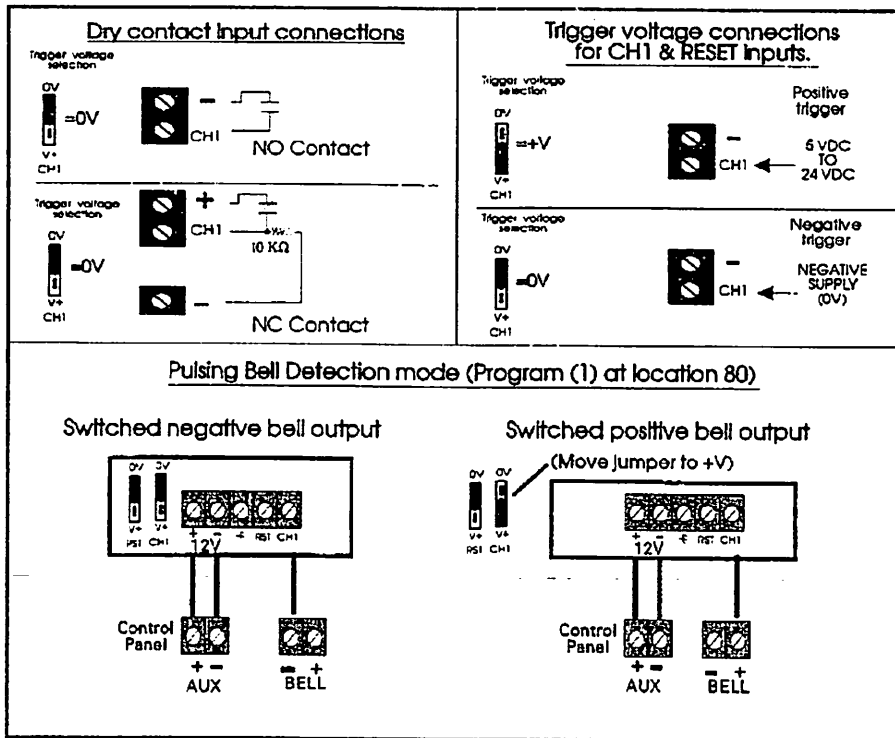 Dry contact input connections
Trigger voltage
selection
0V
=0V
V+
CH1
-
CH1
NO Contact
Trigger voltage
selection
0V
=0V
V+
CH1
+
CH1
10 KΩ
-
NC Contact
Trigger voltage connections
for CH1 & RESET inputs.
Trigger voltage
selection
0V
=+V
V+
CH1
-
CH1
Positive
trigger
5 VDC
TO
24 VDC
Trigger voltage
selection
0V
=0V
V+
CH1
-
CH1
Negative
trigger
NEGATIVE
SUPPLY
(0V)
Pulsing Bell Detection mode (Program (1) at location 80)
Switched negative bell output
0V 0V
V+ V+
RST CH1
+ - RST CH1
12V
Control
Panel
+ - - +
AUX BELL
Switched positive bell output
(Move jumper to +V)
0V 0V
V+ V+
RST CH1
+ - RST CH1
12V
Control
Panel
+ - - +
AUX BELL